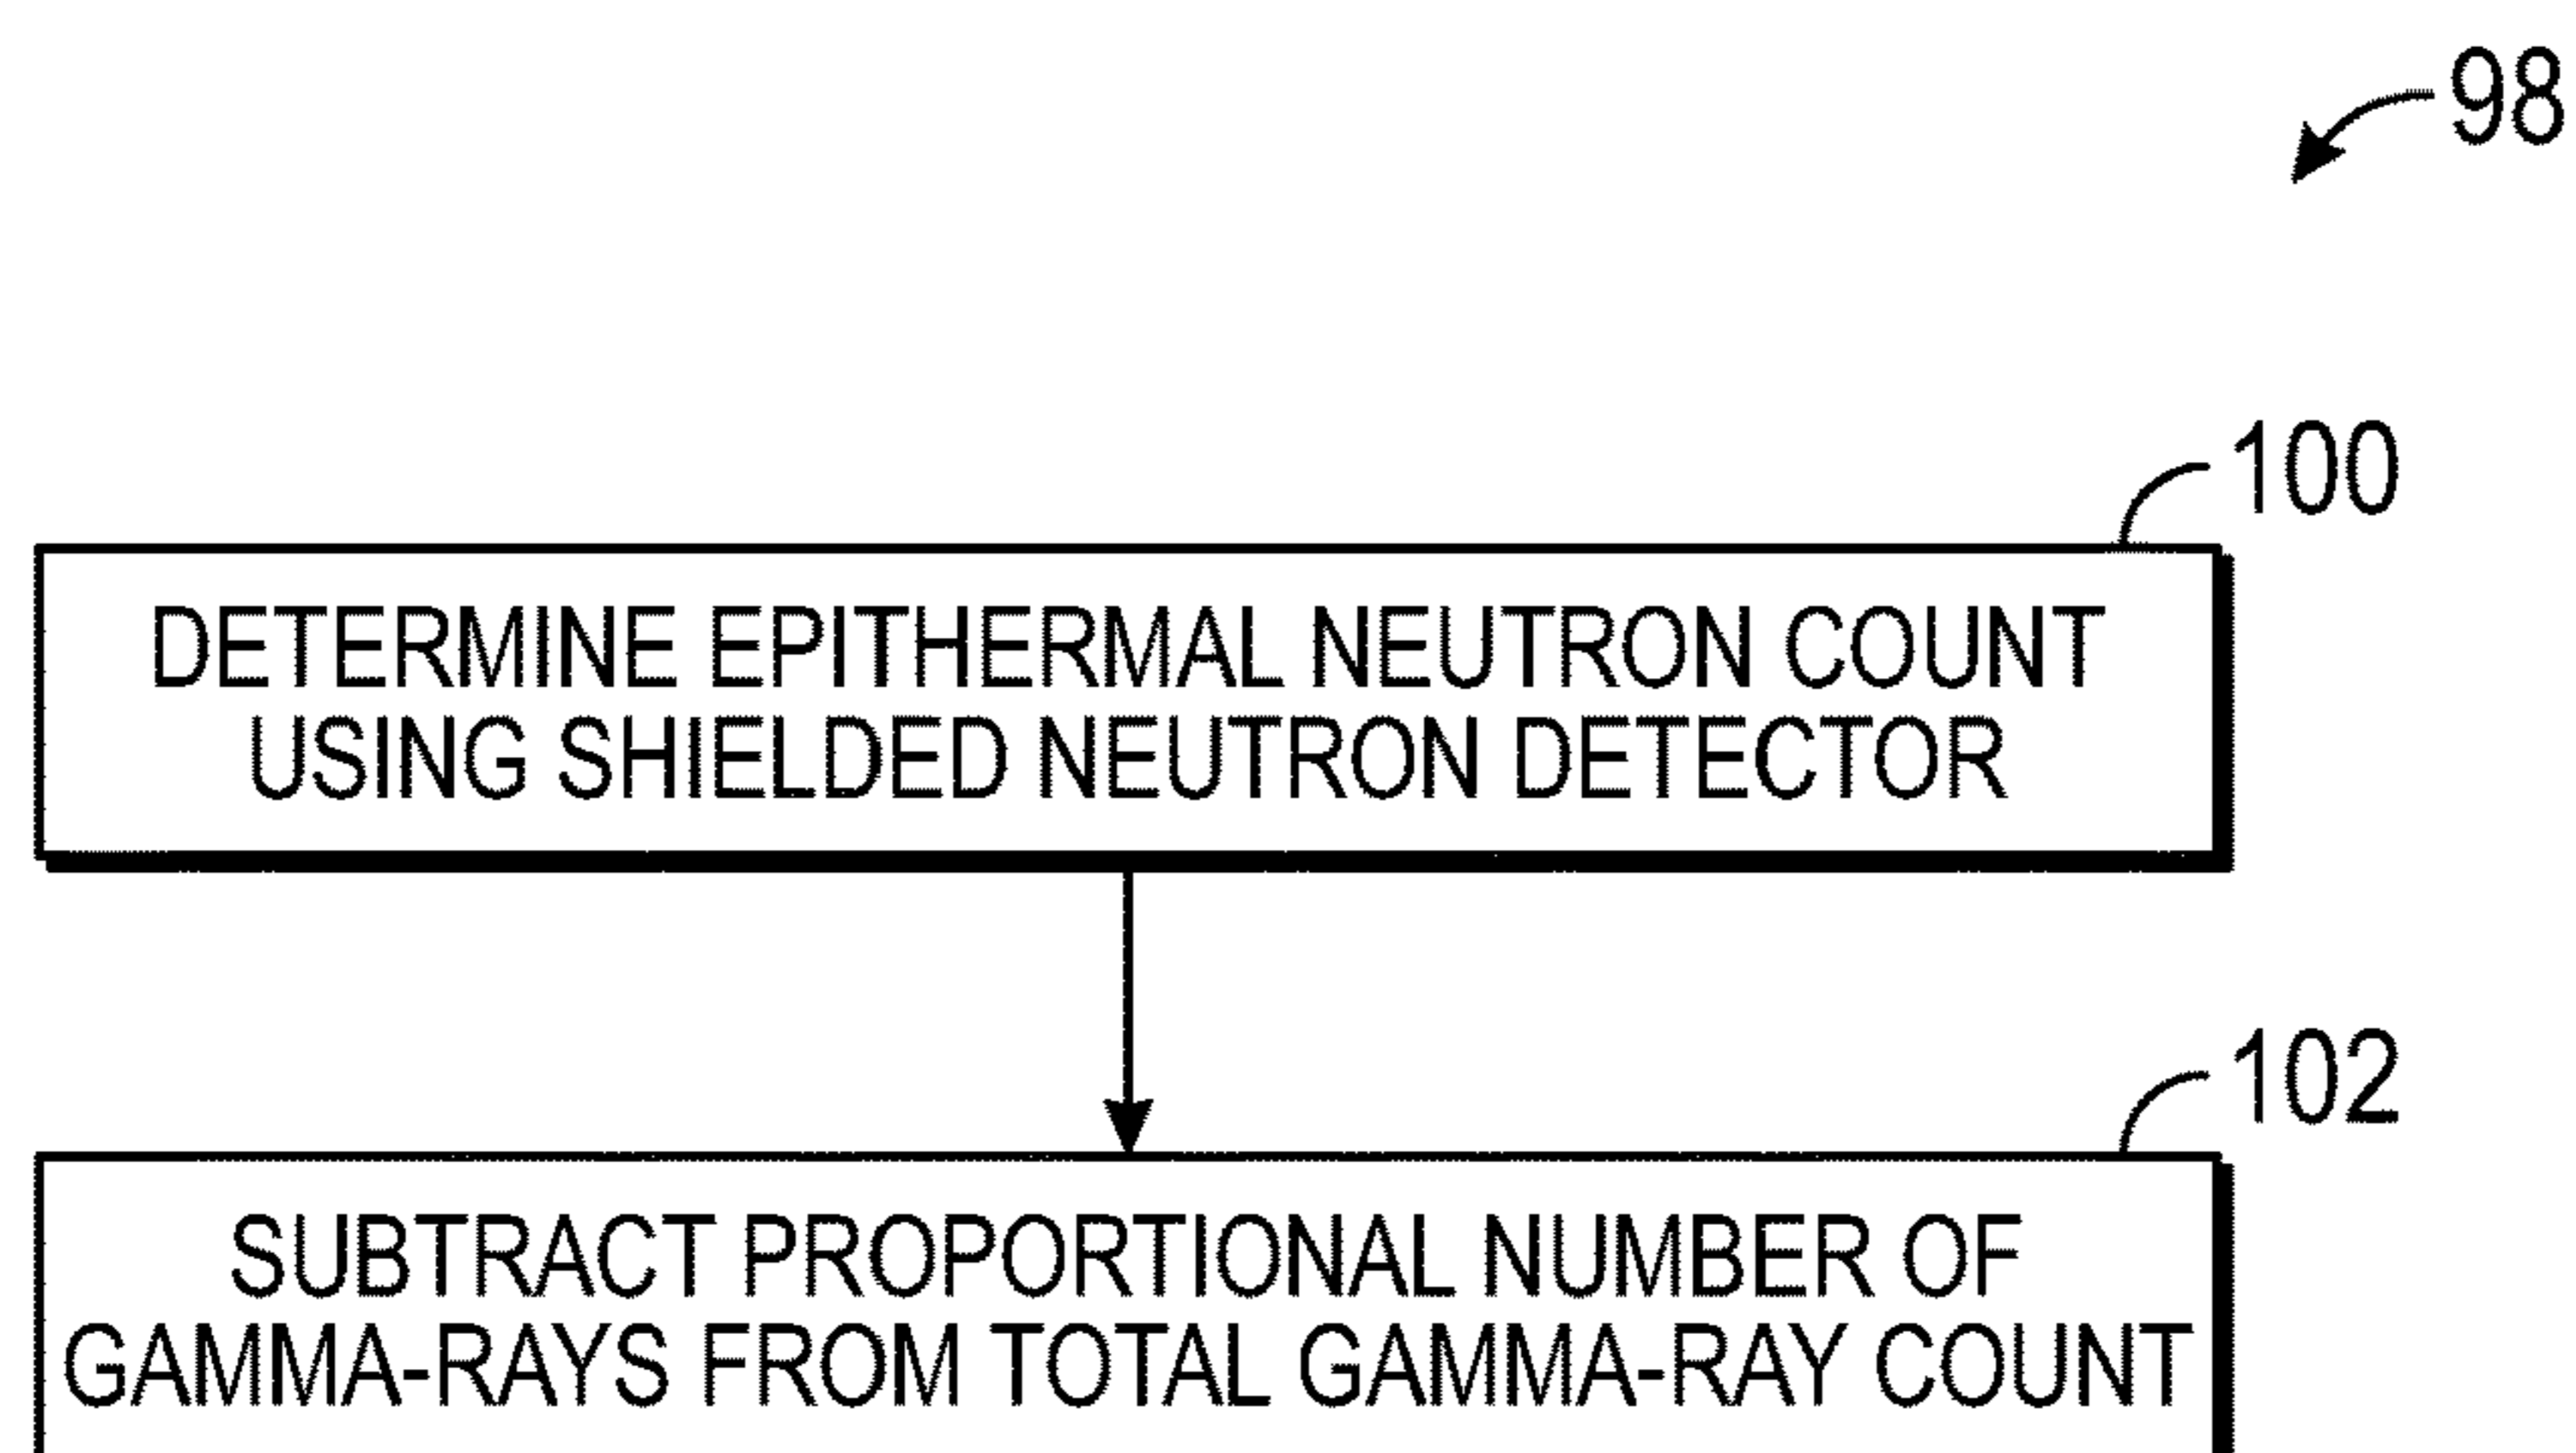 98
100
DETERMINE EPITHERMAL NEUTRON COUNT
USING SHIELDED NEUTRON DETECTOR
102
SUBTRACT PROPORTIONAL NUMBER OF
GAMMA-RAYS FROM TOTAL GAMMA-RAY COUNT